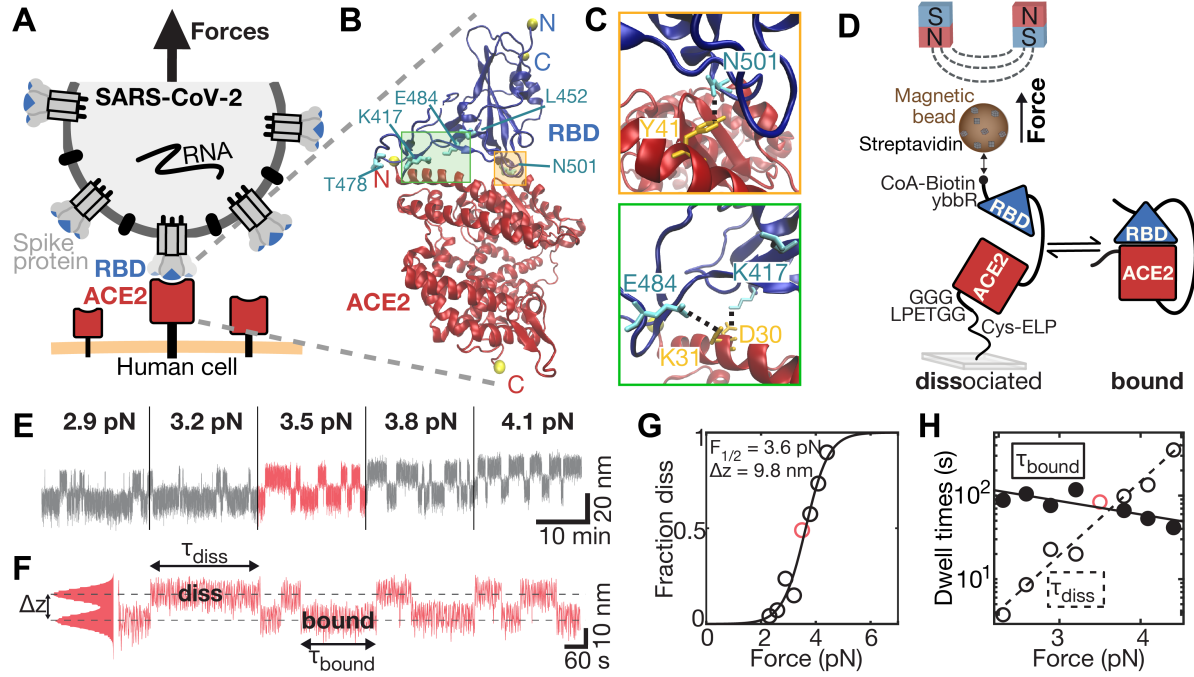 A
Forces
SARS-CoV-2
RNA
Spike
protein
RBD
ACE2
Human cell
B
N
C
E484
L452
K417
RBD
N501
T478
N
ACE2
C
C
N501
Y41
E484
K417
D30
K31
D
S
N
N
S
Magnetic
bead
Force
Streptavidin
CoA-Biotin
ybbR
RBD
ACE2
GGG
LPETGG
Cys-ELP
dissociated
RBD
ACE2
bound
E
2.9 pN
3.2 pN
3.5 pN
3.8 pN
4.1 pN
20 nm
10 min
F
τdiss
Δz
diss
bound
τbound
10 nm
60 s
G
F1/2 = 3.6 pN
Δz = 9.8 nm
Fraction diss
1
0.5
0
0
2
4
6
Force (pN)
H
τbound
τdiss
Dwell times (s)
10²
10¹
3
4
Force (pN)